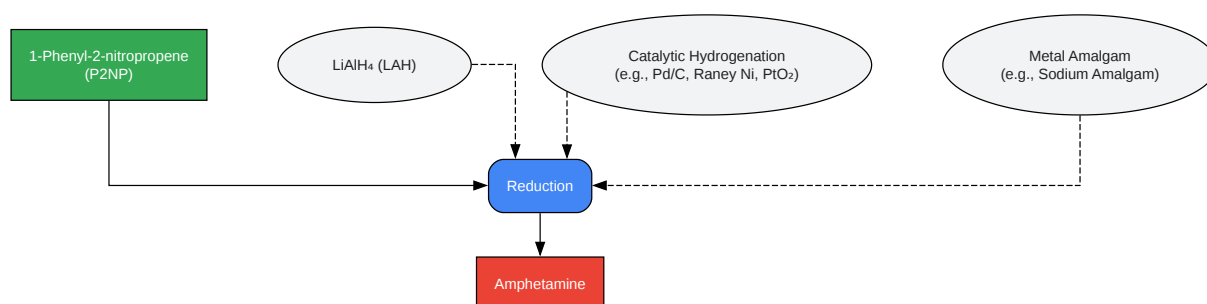 1-Phenyl-2-nitropropene
(P2NP)
LiAlH₄ (LAH)
Catalytic Hydrogenation
(e.g., Pd/C, Raney Ni, PtO₂)
Metal Amalgam
(e.g., Sodium Amalgam)
Reduction
Amphetamine